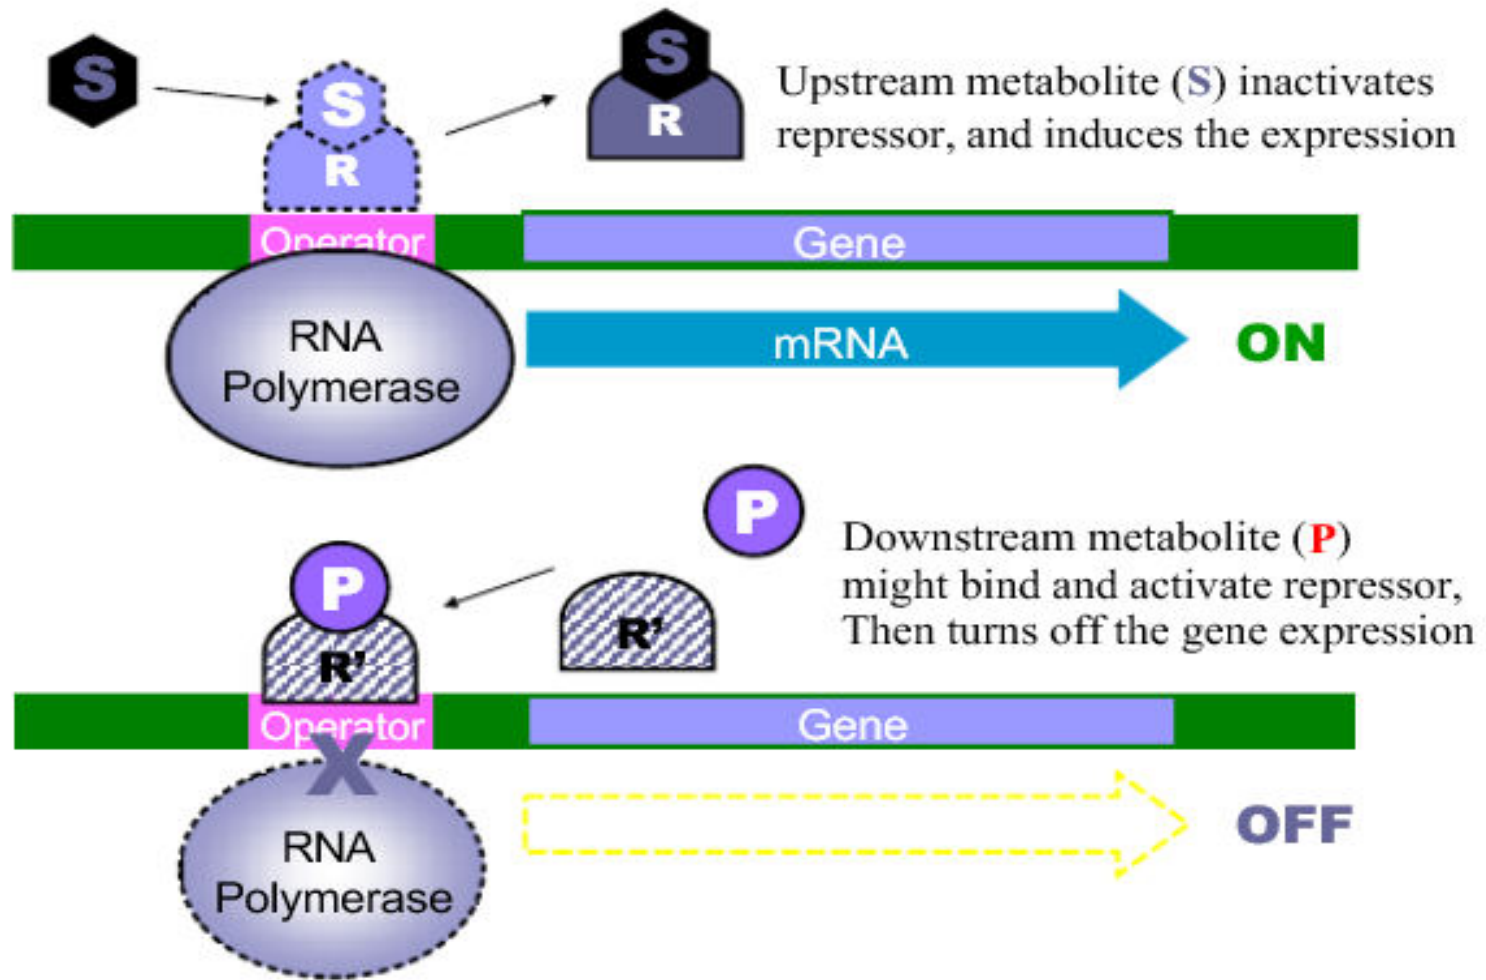 S
S
R
S
R
Upstream metabolite (S) inactivates
repressor, and induces the expression
Operator
Gene
RNA
Polymerase
mRNA
ON
P
R'
P
R'
Downstream metabolite (P)
might bind and activate repressor,
Then turns off the gene expression
Operator
Gene
X
RNA
Polymerase
OFF